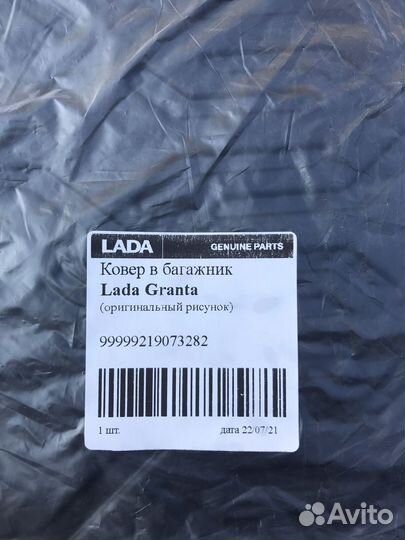 LADA GENUINE PARTS
Ковер в багажник
Lada Granta
(оригинальный рисунок)
99999219073282
1 шт. дата 22/07/21
Avito